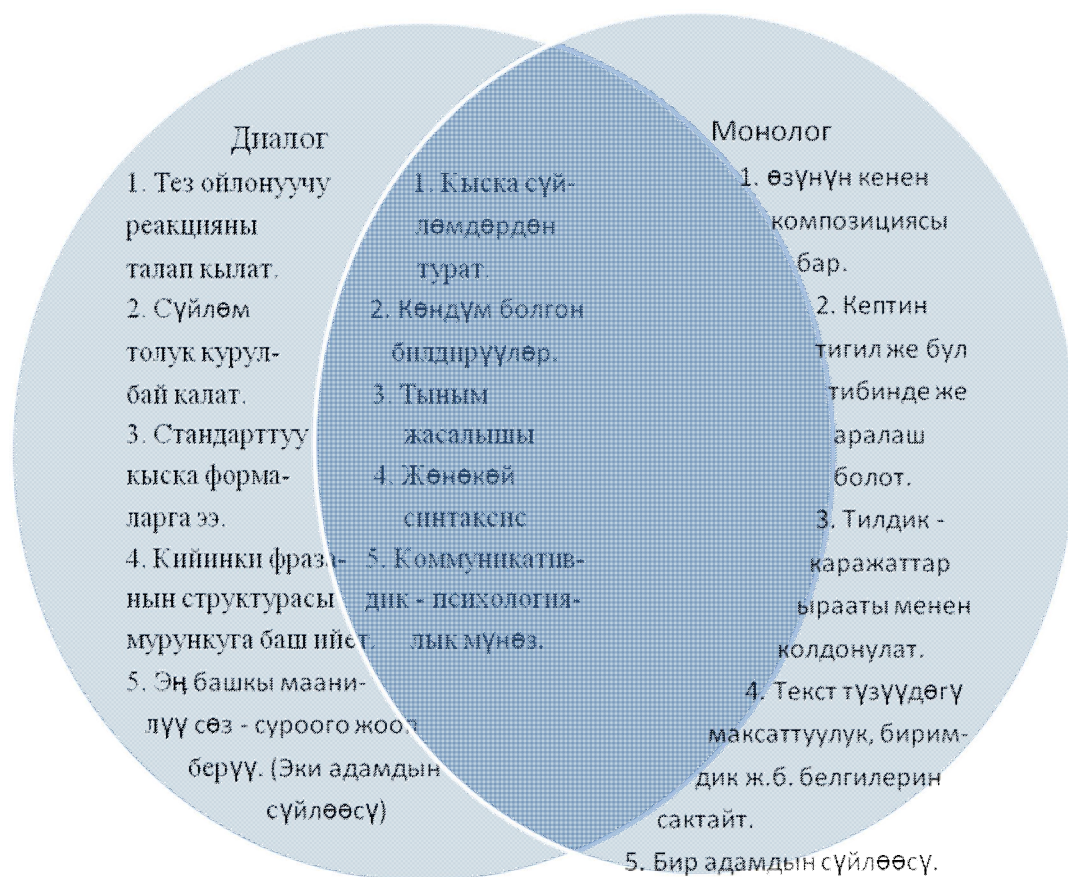 Диалог
1. Тез ойлонуучу
реакцияны
талап кылат.
2. Сүйлөм
толук курул-
бай калат.
3. Стандарттуу
кыска форма-
ларга ээ.
4. Кийинки фраза-
нын структурасы
мурункуга баш ийет.
5. Эң башкы маани-
лүү сөз - суроого жооп
берүү. (Эки адамдын
сүйлөөсү)
1. Кыска сүй-
лөмдөрдөн
турат.
2. Көндүм болгон
билдирүүлөр.
3. Тыным
жасалышы
4. Жөнөкөй
синтаксис
5. Коммуникатив-
дик - психология-
лык мүнөз.
Монолог
1. өзүнүн кенен
композициясы
бар.
2. Кептин
тигил же бул
тибинде же
аралаш
болот.
3. Тилдик -
каражаттар
ырааты менен
колдонулат.
4. Текст түзүүдөгү
максаттуулук, бирим-
дик ж.б. белгилерин
сактайт.
5. Бир адамдын сүйлөөсү.